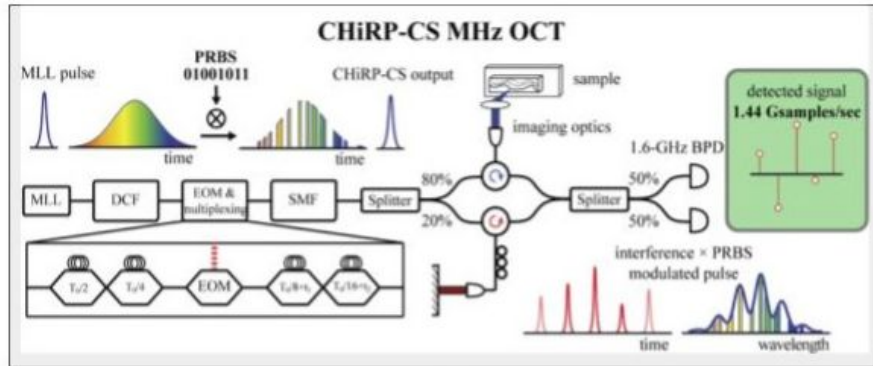 CHiRP-CS MHz OCT
MLL pulse
PRBS
01001011
CHiRP-CS output
time
time
sample
imaging optics
detected signal
1.44 Gsamples/sec
1.6-GHz BPD
MLL
DCF
EOM &
multiplexing
SMF
Splitter
80%
20%
Splitter
50%
50%
EOM
interference × PRBS
modulated pulse
time
wavelength